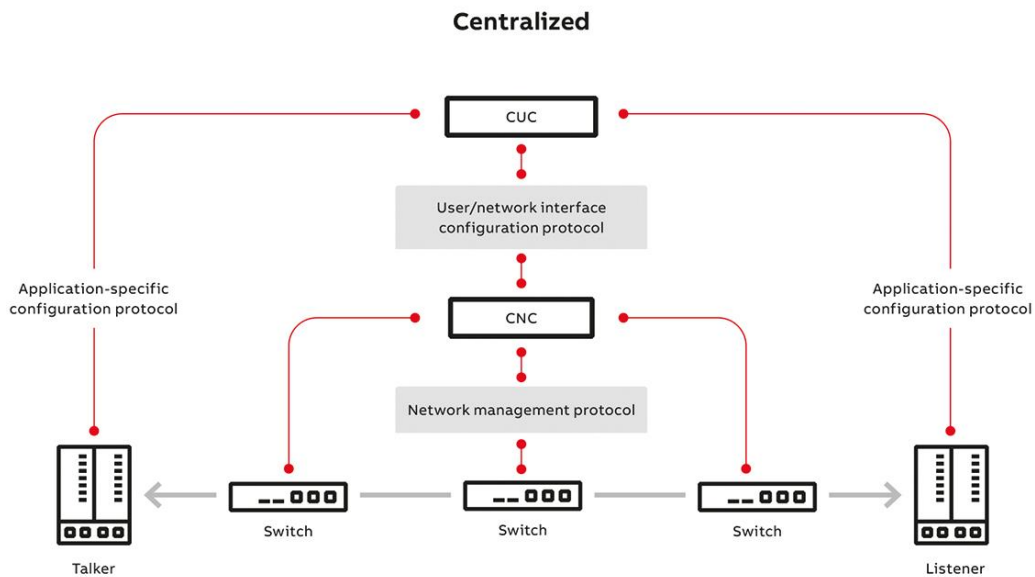 Centralized
CUC
User/network interface
configuration protocol
Application-specific
configuration protocol
Application-specific
configuration protocol
CNC
Network management protocol
Switch
Switch
Switch
Talker
Listener